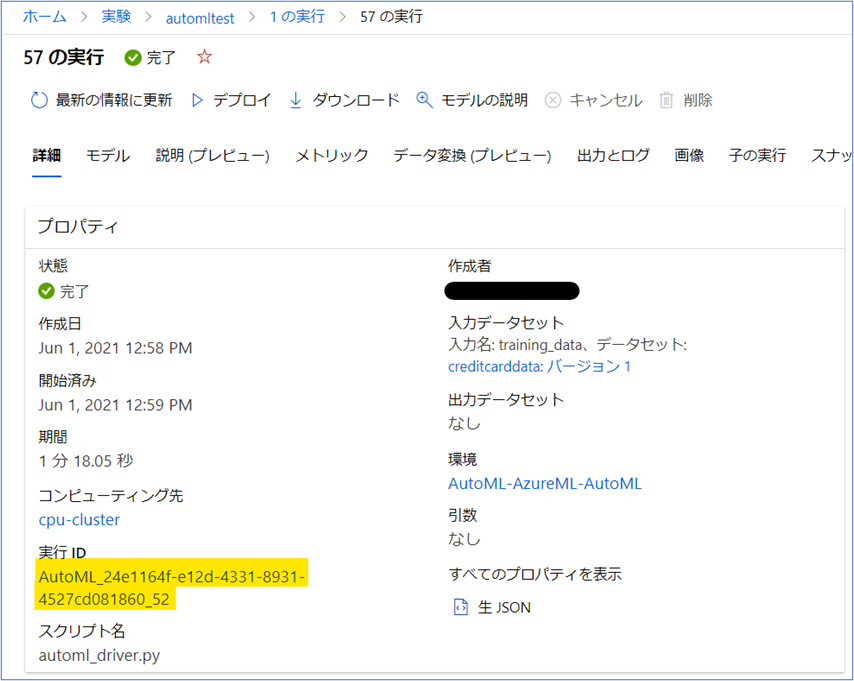 ホーム > 実験 > automltest > 1 の実行 > 57 の実行
57 の実行 完了
最新の情報に更新 デプロイ ダウンロード モデルの説明 キャンセル 削除
詳細 モデル 説明 (プレビュー) メトリック データ変換 (プレビュー) 出力とログ 画像 子の実行 スナッ
プロパティ
状態
完了
作成日
Jun 1, 2021 12:58 PM
開始済み
Jun 1, 2021 12:59 PM
期間
1 分 18.05 秒
コンピューティング先
cpu-cluster
実行 ID
AutoML_24e1164f-e12d-4331-8931-
4527cd081860_52
スクリプト名
automl_driver.py
作成者
入力データセット
入力名: training_data、データセット:
creditcarddata: バージョン 1
出力データセット
なし
環境
AutoML-AzureML-AutoML
引数
なし
すべてのプロパティを表示
生 JSON